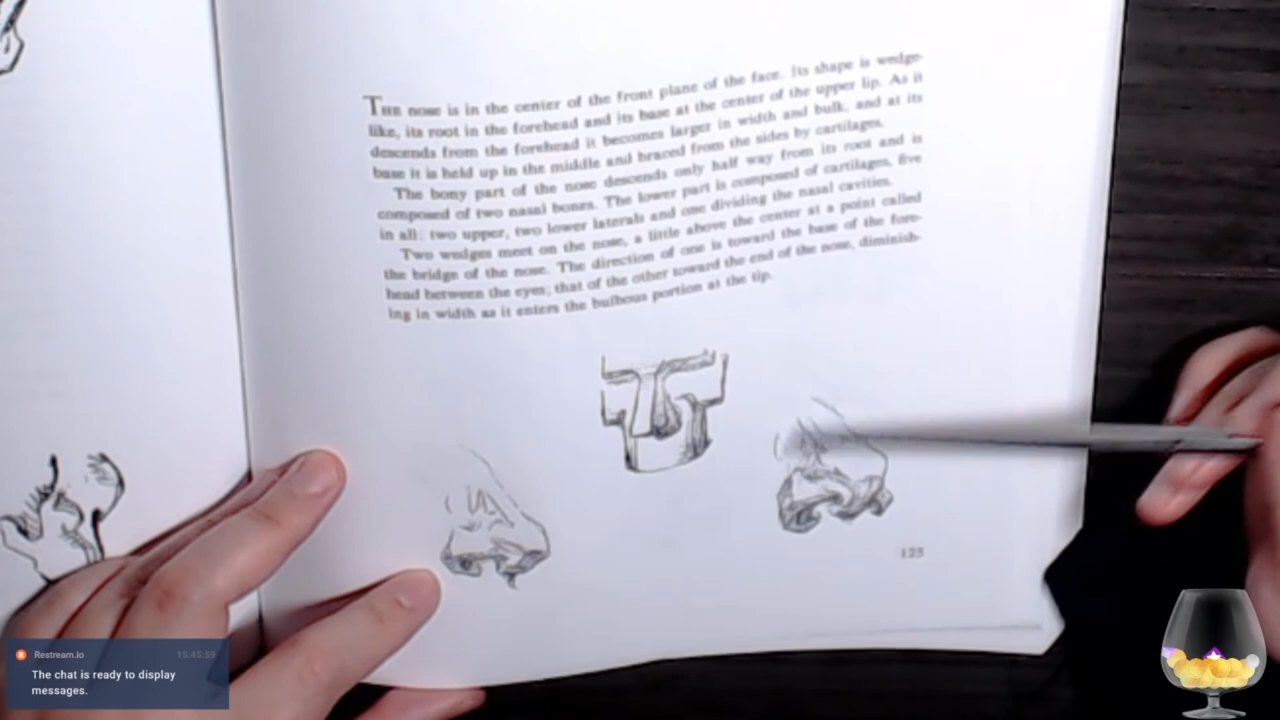 THE nose is in the center of the front plane of the face. Its shape is wedge-
like, its root in the forehead and its base at the center of the upper lip. As it
descends from the forehead it becomes larger in width and bulk, and at its
base it is held up in the middle and braced from the sides by cartilages.
The bony part of the nose descends only half way from its root and is
composed of two nasal bones. The lower part is composed of cartilages, five
in all: two upper, two lower laterals and one dividing the nasal cavities.
Two wedges meet on the nose, a little above the center at a point called
the bridge of the nose. The direction of one is toward the base of the fore-
head between the eyes; that of the other toward the end of the nose, diminish-
ing in width as it enters the bulbous portion at the tip.
125
Restream.io 15:45:59
The chat is ready to display
messages.